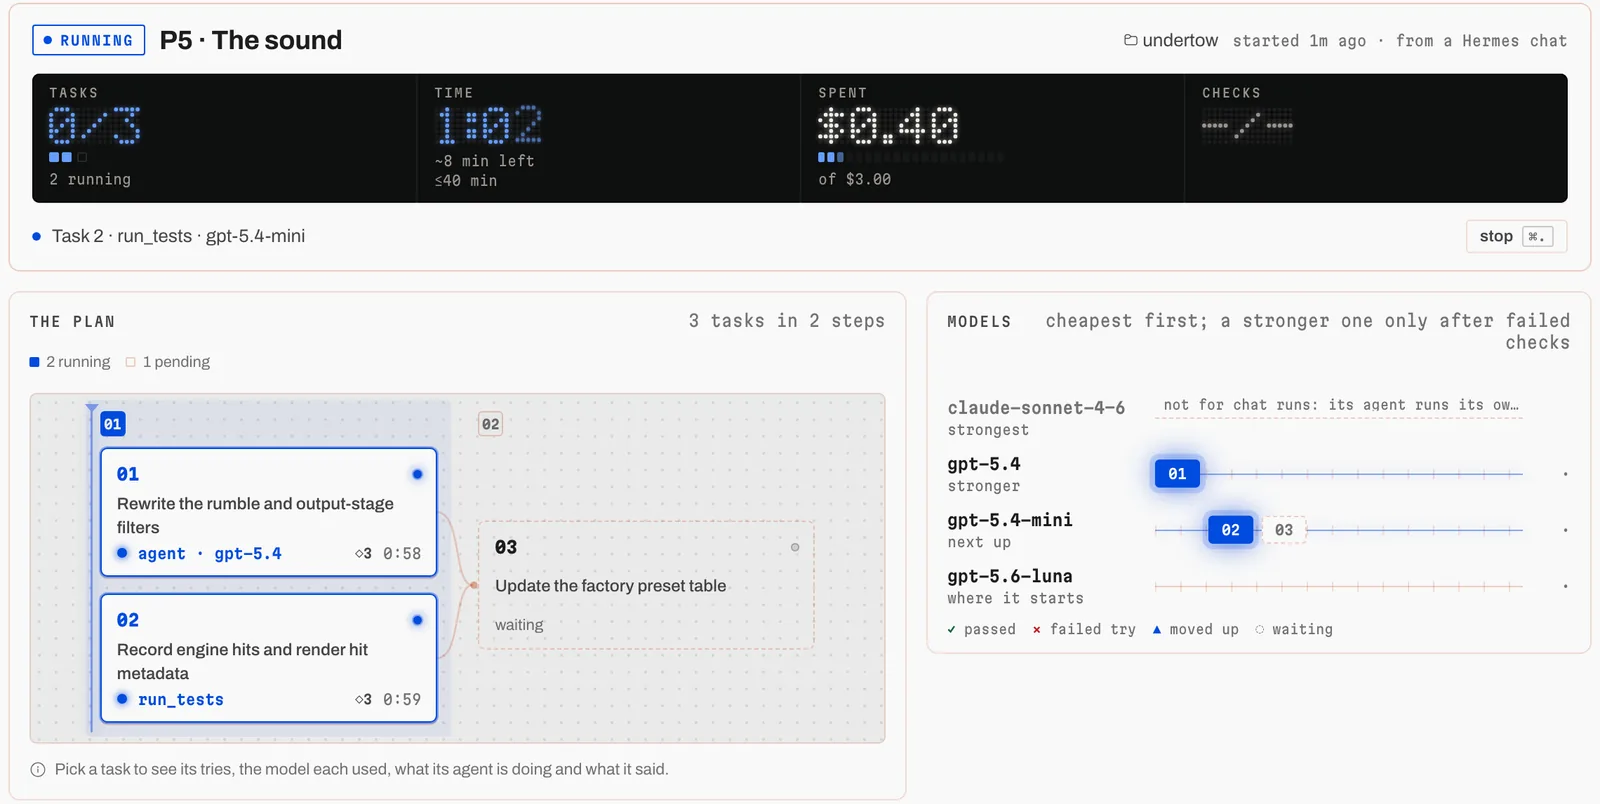 RUNNING P5 · The sound
undertow started 1m ago · from a Hermes chat
TASKS
0/3
2 running
TIME
1:02
~8 min left
≤40 min
SPENT
$0.40
of $3.00
CHECKS
--/--
Task 2 · run_tests · gpt-5.4-mini
stop ⌘.
THE PLAN
3 tasks in 2 steps
2 running 1 pending
01
01
Rewrite the rumble and output-stage
filters
agent · gpt-5.4 ◇3 0:58
02
Record engine hits and render hit
metadata
run_tests ◇3 0:59
02
03
Update the factory preset table
waiting
Pick a task to see its tries, the model each used, what its agent is doing and what it said.
MODELS
cheapest first; a stronger one only after failed
checks
claude-sonnet-4-6
strongest
not for chat runs: its agent runs its ow…
gpt-5.4
stronger
01
gpt-5.4-mini
next up
02 03
gpt-5.6-luna
where it starts
✓ passed × failed try ▲ moved up waiting